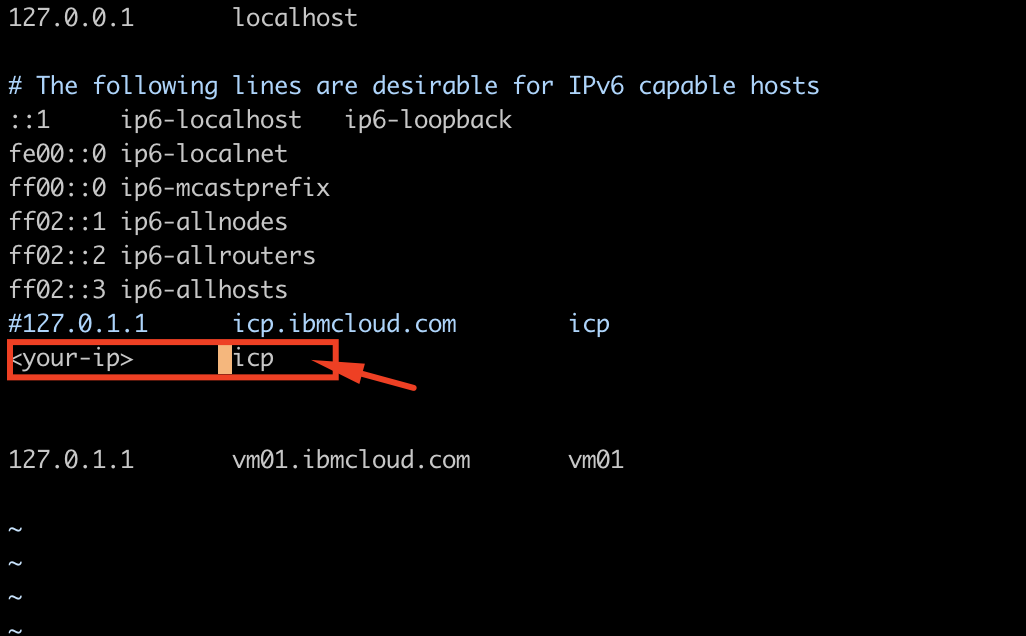 127.0.0.1       localhost
# The following lines are desirable for IPv6 capable hosts
::1     ip6-localhost   ip6-loopback
fe00::0 ip6-localnet
ff00::0 ip6-mcastprefix
ff02::1 ip6-allnodes
ff02::2 ip6-allrouters
ff02::3 ip6-allhosts
#127.0.1.1      icp.ibmcloud.com        icp
<your-ip>       icp
127.0.1.1       vm01.ibmcloud.com       vm01
~
~
~
~